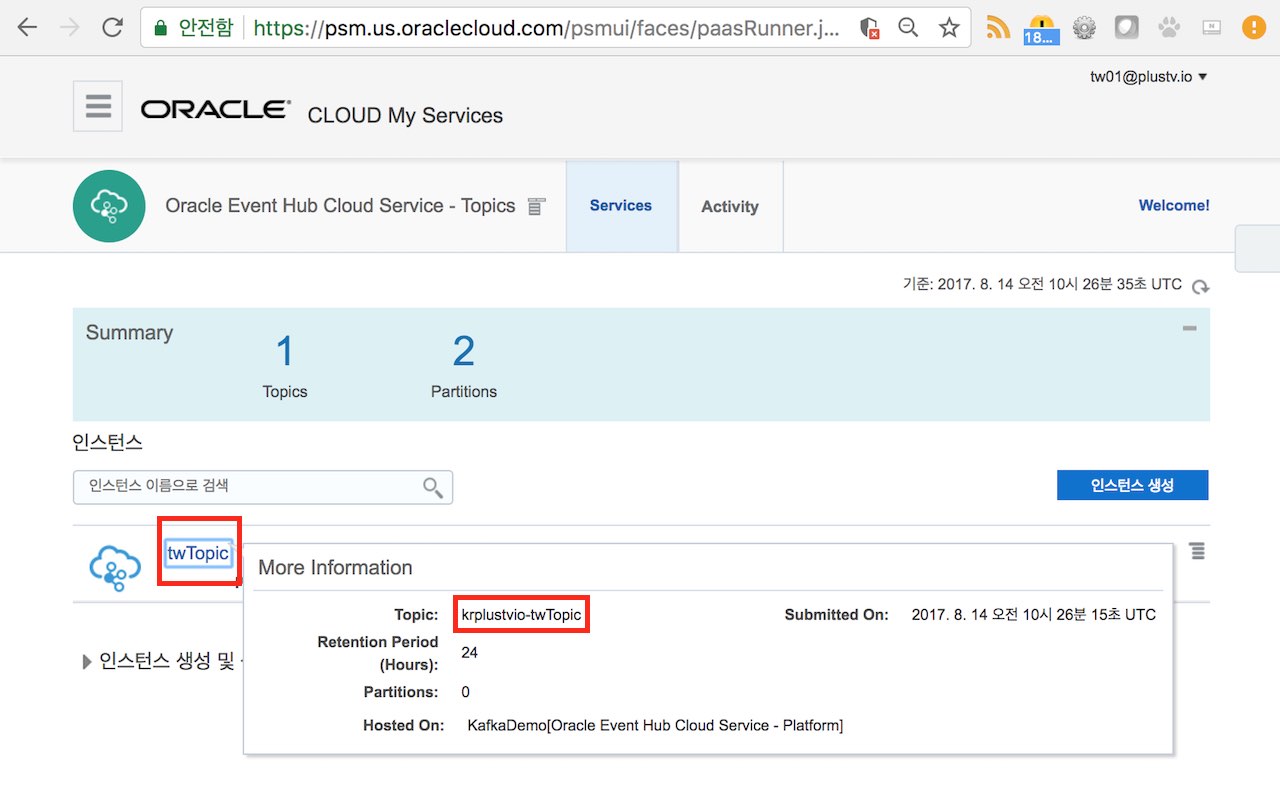 안전함 https://psm.us.oraclecloud.com/psmui/faces/paasRunner.j...
18...
tw01@plustv.io
ORACLE CLOUD My Services
Oracle Event Hub Cloud Service - Topics Services Activity Welcome!
기준: 2017. 8. 14 오전 10시 26분 35초 UTC
Summary 1 2
Topics Partitions
인스턴스
인스턴스 이름으로 검색 인스턴스 생성
twTopic
More Information
Topic: krplustvio-twTopic Submitted On: 2017. 8. 14 오전 10시 26분 15초 UTC
Retention Period
(Hours): 24
인스턴스 생성 및
Partitions: 0
Hosted On: KafkaDemo[Oracle Event Hub Cloud Service - Platform]